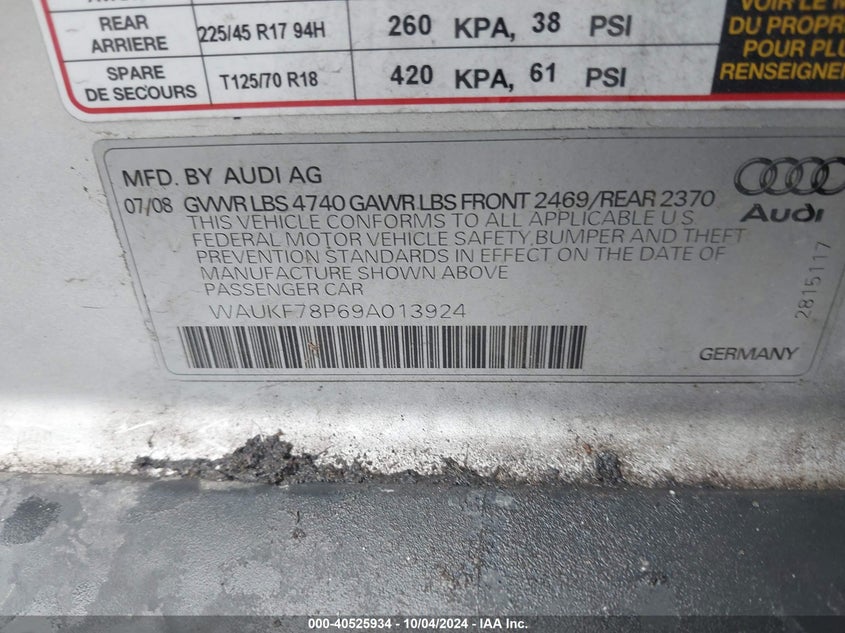 REAR
ARRIERE
225/45 R17 94H
260 KPA, 38 PSI
SPARE
DE SECOURS
T125/70 R18
420 KPA, 61 PSI
VOIR LE
DU PROPR
POUR PLU
RENSEIGNE
MFD. BY AUDI AG
07/08 GVWR LBS 4740 GAWR LBS FRONT 2469/REAR 2370
THIS VEHICLE CONFORMS TO ALL APPLICABLE U.S.
FEDERAL MOTOR VEHICLE SAFETY,BUMPER AND THEFT
PREVENTION STANDARDS IN EFFECT ON THE DATE OF
MANUFACTURE SHOWN ABOVE
PASSENGER CAR
WAUKF78P69A013924
Audi
2815117
GERMANY
000-40525934 - 10/04/2024 - IAA Inc.